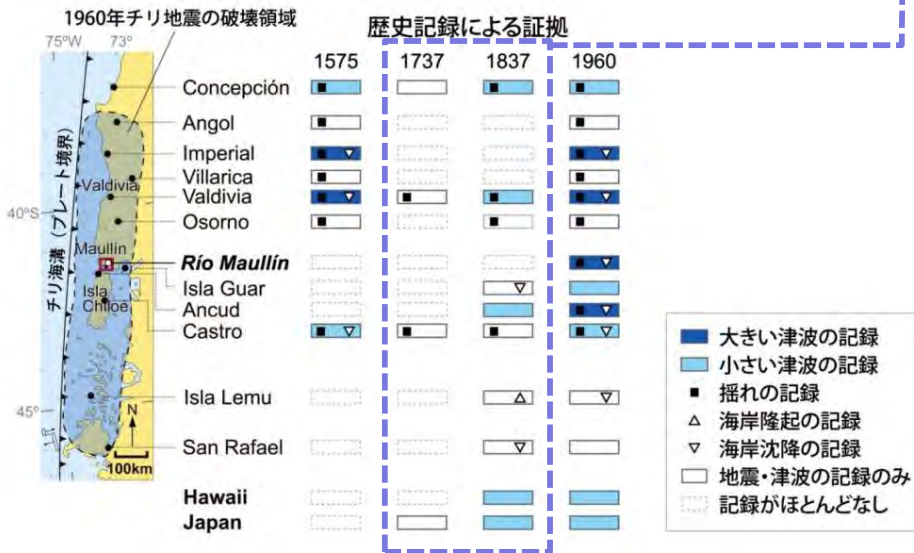 1960年チリ地震の破壊領域
歴史記録による証拠
75°W 73°
1575 1737 1837 1960
Concepción
Angol
Imperial
Villarica
Valdivia
Valdivia
40°S
Osorno
Maullín
Río Maullín
Isla Guar
Isla Chiloé
Ancud
Castro
チリ海溝（プレート境界）
Isla Lemu
45°
N
San Rafael
100km
Hawaii
Japan
大きい津波の記録
小さい津波の記録
揺れの記録
海岸隆起の記録
海岸沈降の記録
地震・津波の記録のみ
記録がほとんどなし